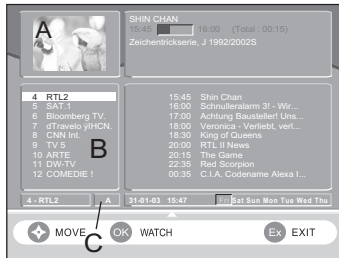 A
SHIN CHAN
15:45 16:00 (Total : 00:15)
Zeichentrickserie, J 1992/2002S
4 RTL2
5 SAT.1
6 Bloomberg TV.
7 dTravelo ÿIHCN.
8 CNN Int.
9 TV 5
10 ARTE
11 DW-TV
12 COMEDIE !
B
15:45 Shin Chan
16:00 Schnulleralarm 3! - Wir...
17:00 Achtung Bausteller! Uns...
18:00 Veronica - Verliebt, verl...
18:30 King of Queens
20:00 RTL II News
20:15 The Game
22:35 Red Scorpion
00:35 C.I.A. Codename Alexa I...
4 - RTL2 A 31-01-03 15:47 Fri Sat Sun Mon Tue Wed Thu
MOVE OK WATCH Ex EXIT
C